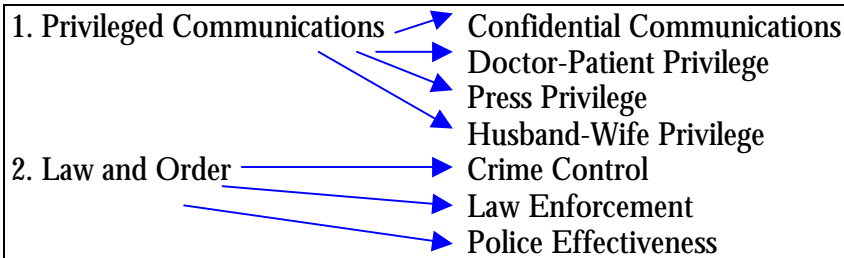 1. Privileged Communications Confidential Communications
Doctor-Patient Privilege
Press Privilege
Husband-Wife Privilege
2. Law and Order Crime Control
Law Enforcement
Police Effectiveness